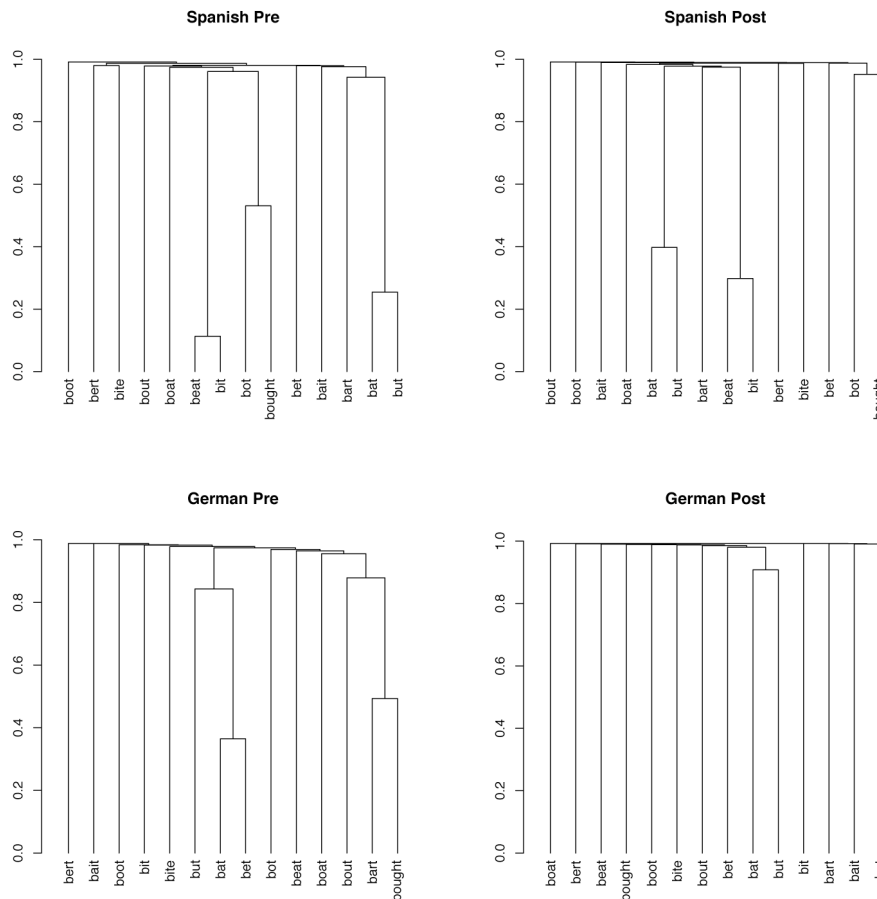 Spanish Pre
1.0
0.8
0.6
0.4
0.2
0.0
boot
bert
bite
bout
boat
beat
bit
bot
bought
bet
bait
bart
bat
but
Spanish Post
1.0
0.8
0.6
0.4
0.2
0.0
bout
boot
bait
boat
bat
but
bart
beat
bit
bert
bite
bet
bot
bought
German Pre
1.0
0.8
0.6
0.4
0.2
0.0
bert
bait
boot
bit
bite
but
bat
bet
bot
beat
boat
bout
bart
bought
German Post
1.0
0.8
0.6
0.4
0.2
0.0
boat
bert
beat
bought
boot
bite
bout
bet
bat
but
bit
bart
bait